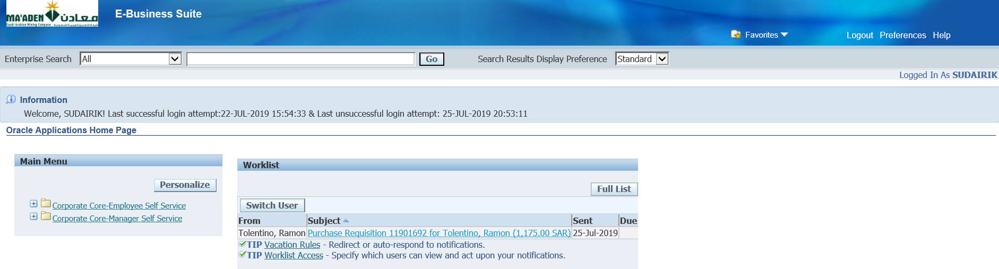 MA'ADEN معادن
Saudi Arabian Mining Company شركة التعدين العربية السعودية
E-Business Suite
Favorites
Logout Preferences Help
Enterprise Search All Go Search Results Display Preference Standard
Logged In As SUDAIRIK
Information
Welcome, SUDAIRIK! Last successful login attempt:22-JUL-2019 15:54:33 & Last unsuccessful login attempt: 25-JUL-2019 20:53:11
Oracle Applications Home Page
Main Menu
Personalize
Corporate Core-Employee Self Service
Corporate Core-Manager Self Service
Worklist
Full List
Switch User
From Subject Sent Due
Tolentino, Ramon Purchase Requisition 11901692 for Tolentino, Ramon (1,175.00 SAR) 25-Jul-2019
TIP Vacation Rules - Redirect or auto-respond to notifications.
TIP Worklist Access - Specify which users can view and act upon your notifications.